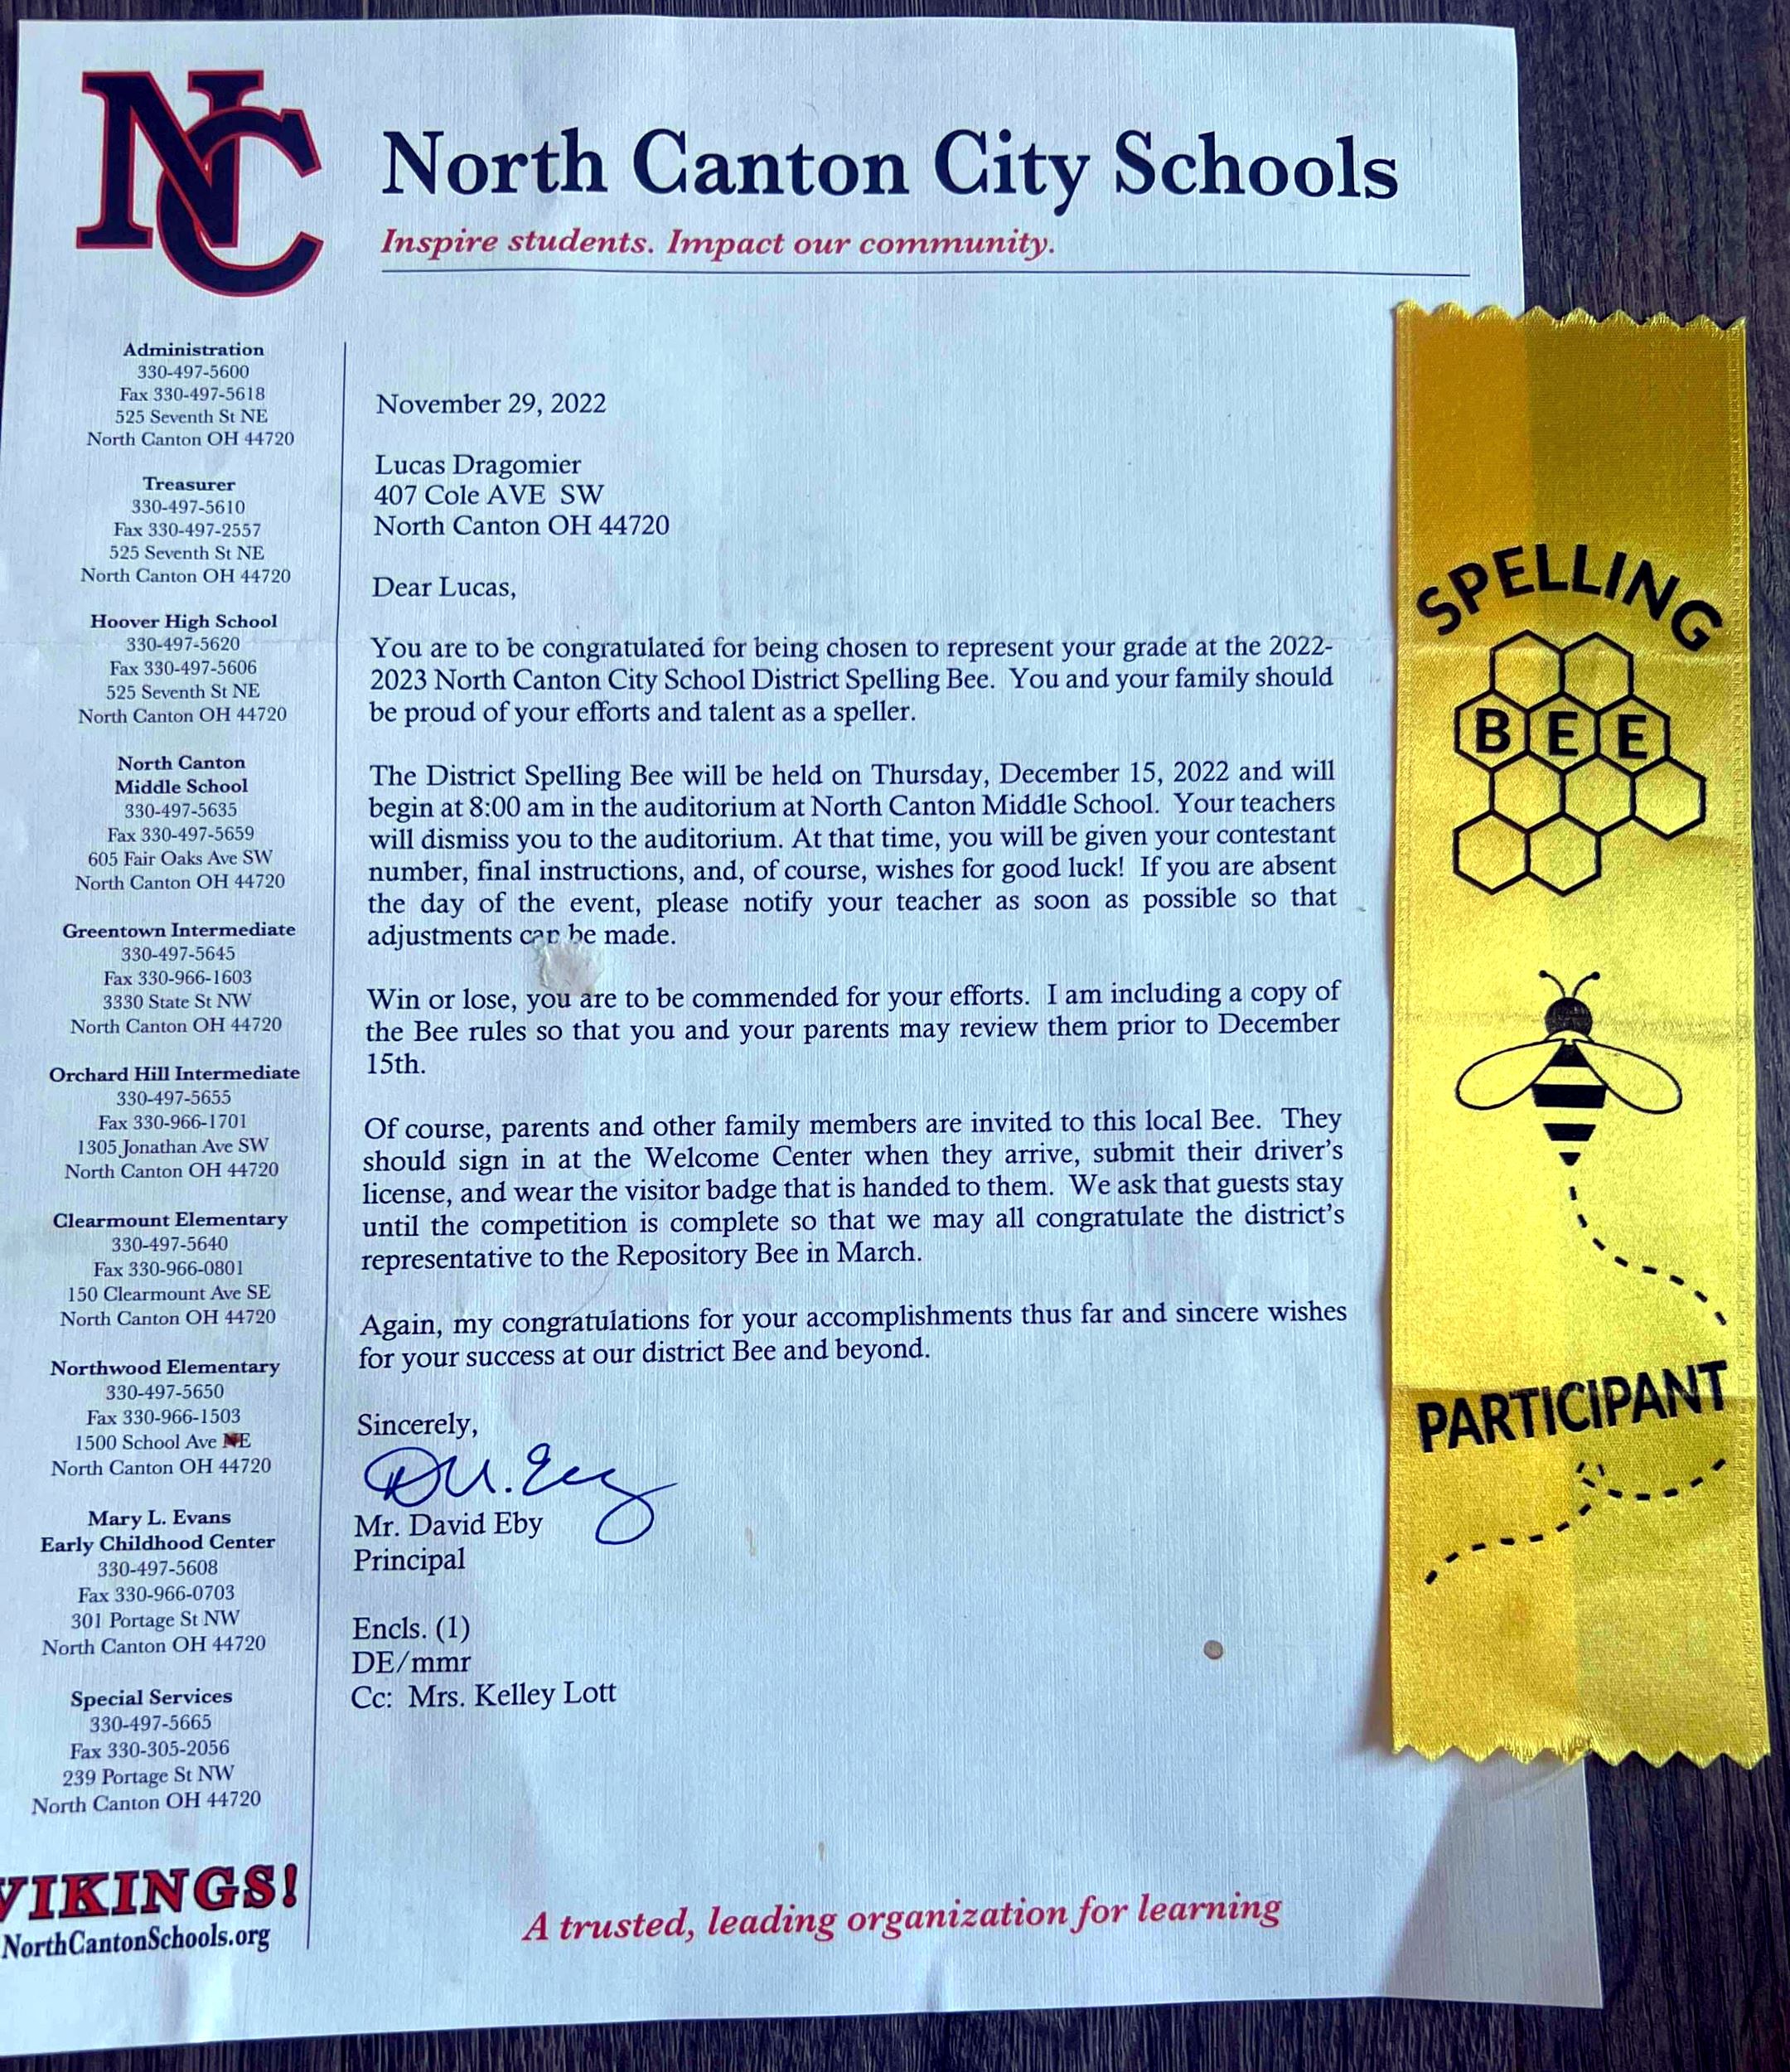 NC
North Canton City Schools
Inspire students. Impact our community.
Administration
330-497-5600
Fax 330-497-5618
525 Seventh St NE
North Canton OH 44720
Treasurer
330-497-5610
Fax 330-497-2557
525 Seventh St NE
North Canton OH 44720
Hoover High School
330-497-5620
Fax 330-497-5606
525 Seventh St NE
North Canton OH 44720
North Canton
Middle School
330-497-5635
Fax 330-497-5659
605 Fair Oaks Ave SW
North Canton OH 44720
Greentown Intermediate
330-497-5645
Fax 330-966-1603
3330 State St NW
North Canton OH 44720
Orchard Hill Intermediate
330-497-5655
Fax 330-966-1701
1305 Jonathan Ave SW
North Canton OH 44720
Clearmount Elementary
330-497-5640
Fax 330-966-0801
150 Clearmount Ave SE
North Canton OH 44720
Northwood Elementary
330-497-5650
Fax 330-966-1503
1500 School Ave NE
North Canton OH 44720
Mary L. Evans
Early Childhood Center
330-497-5608
Fax 330-966-0703
301 Portage St NW
North Canton OH 44720
Special Services
330-497-5665
Fax 330-305-2056
239 Portage St NW
North Canton OH 44720
VIKINGS!
NorthCantonSchools.org
November 29, 2022
Lucas Dragomier
407 Cole AVE SW
North Canton OH 44720
Dear Lucas,
You are to be congratulated for being chosen to represent your grade at the 2022-
2023 North Canton City School District Spelling Bee. You and your family should
be proud of your efforts and talent as a speller.
The District Spelling Bee will be held on Thursday, December 15, 2022 and will
begin at 8:00 am in the auditorium at North Canton Middle School. Your teachers
will dismiss you to the auditorium. At that time, you will be given your contestant
number, final instructions, and, of course, wishes for good luck! If you are absent
the day of the event, please notify your teacher as soon as possible so that
adjustments can be made.
Win or lose, you are to be commended for your efforts. I am including a copy of
the Bee rules so that you and your parents may review them prior to December
15th.
Of course, parents and other family members are invited to this local Bee. They
should sign in at the Welcome Center when they arrive, submit their driver's
license, and wear the visitor badge that is handed to them. We ask that guests stay
until the competition is complete so that we may all congratulate the district's
representative to the Repository Bee in March.
Again, my congratulations for your accomplishments thus far and sincere wishes
for your success at our district Bee and beyond.
Sincerely,
Mr. David Eby
Principal
Encls. (1)
DE/mmr
Cc: Mrs. Kelley Lott
A trusted, leading organization for learning
SPELLING
BEE
PARTICIPANT